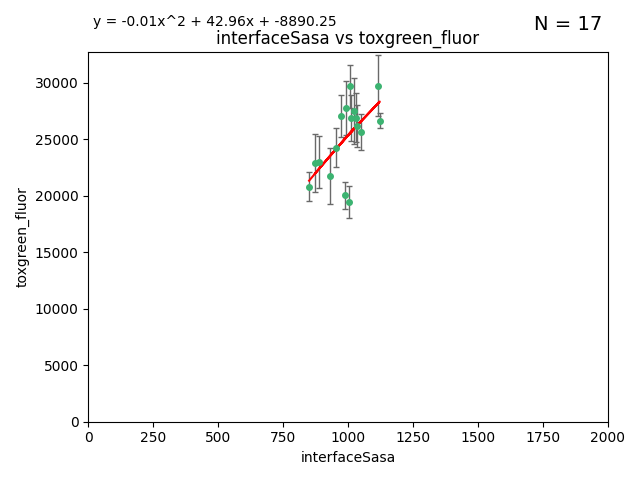 y = -0.01x^2 + 42.96x + -8890.25
N = 17
interfaceSasa vs toxgreen_fluor
30000
25000
20000
15000
10000
5000
0
toxgreen_fluor
0 250 500 750 1000 1250 1500 1750 2000
interfaceSasa